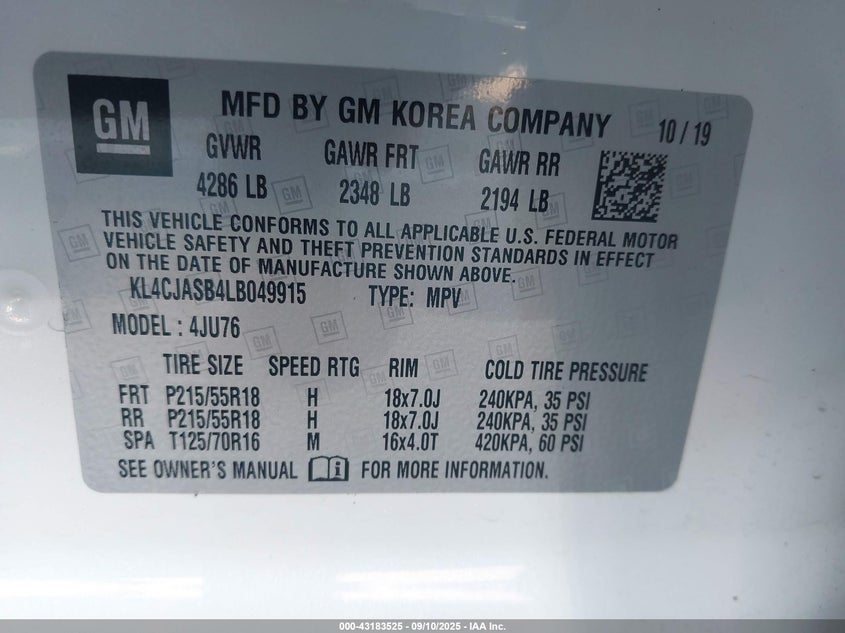 GM
MFD BY GM KOREA COMPANY 10 / 19
GVWR GAWR FRT GAWR RR
4286 LB 2348 LB 2194 LB
THIS VEHICLE CONFORMS TO ALL APPLICABLE U.S. FEDERAL MOTOR
VEHICLE SAFETY AND THEFT PREVENTION STANDARDS IN EFFECT
ON THE DATE OF MANUFACTURE SHOWN ABOVE.
KL4CJASB4LB049915 TYPE: MPV
MODEL : 4JU76
TIRE SIZE SPEED RTG RIM COLD TIRE PRESSURE
FRT P215/55R18 H 18x7.0J 240KPA, 35 PSI
RR P215/55R18 H 18x7.0J 240KPA, 35 PSI
SPA T125/70R16 M 16x4.0T 420KPA, 60 PSI
SEE OWNER'S MANUAL FOR MORE INFORMATION.
000-43183525 - 09/10/2025 - IAA Inc.